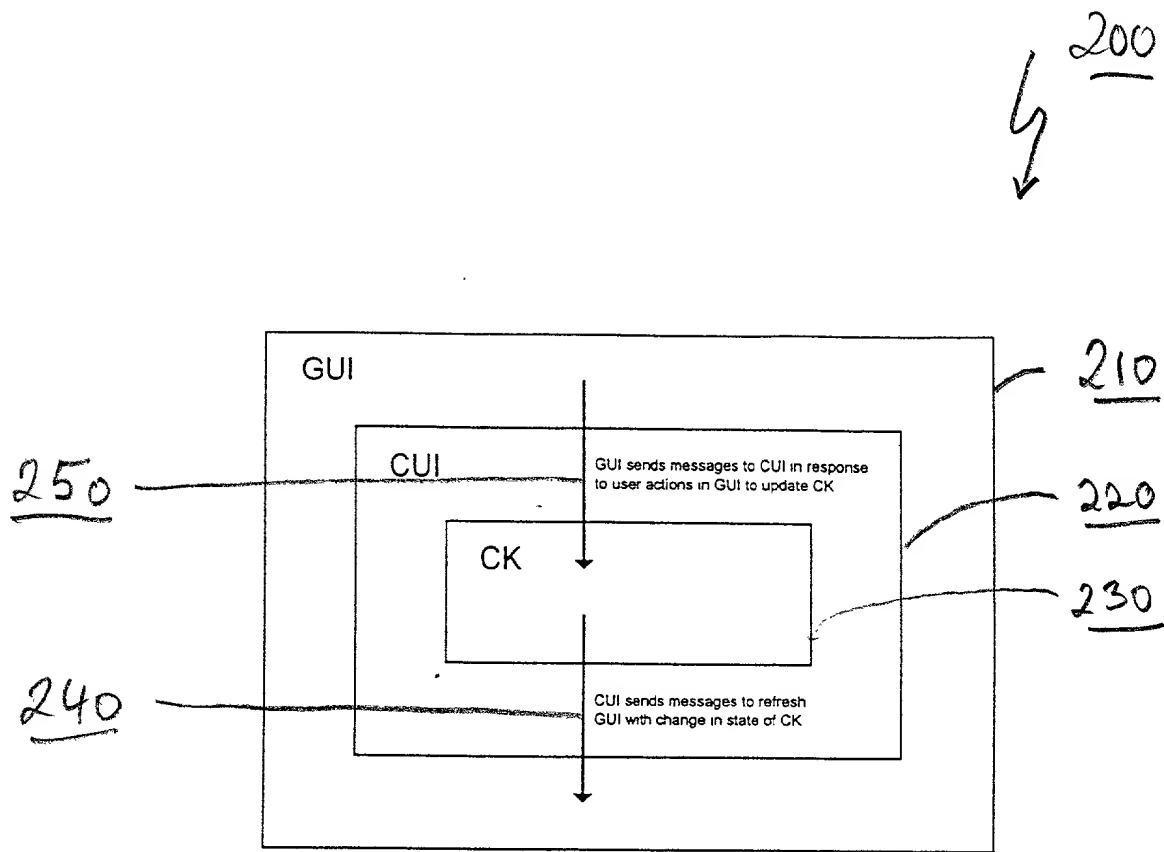 200
GUI
210
CUI
GUI sends messages to CUI in response
to user actions in GUI to update CK
250
220
CK
230
240
CUI sends messages to refresh
GUI with change in state of CK